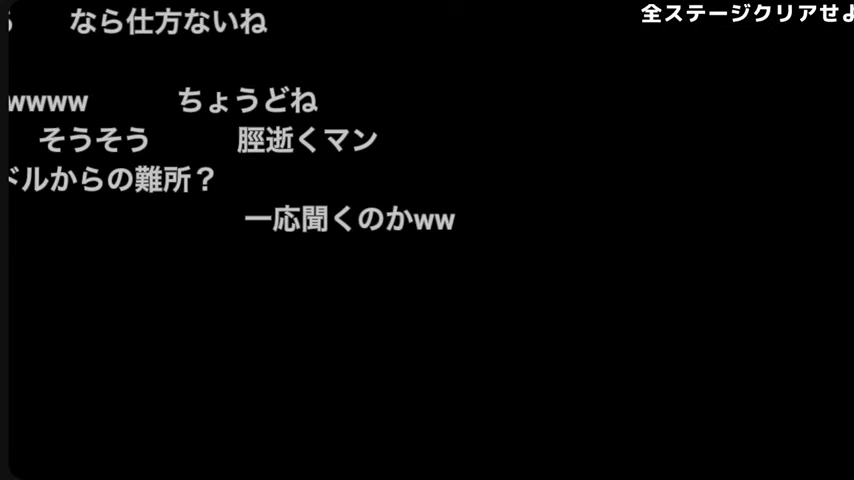 全ステージクリアせよ
なら仕方ないね
wwww ちょうどね
そうそう 脛逝くマン
ドルからの難所？
一応聞くのかww